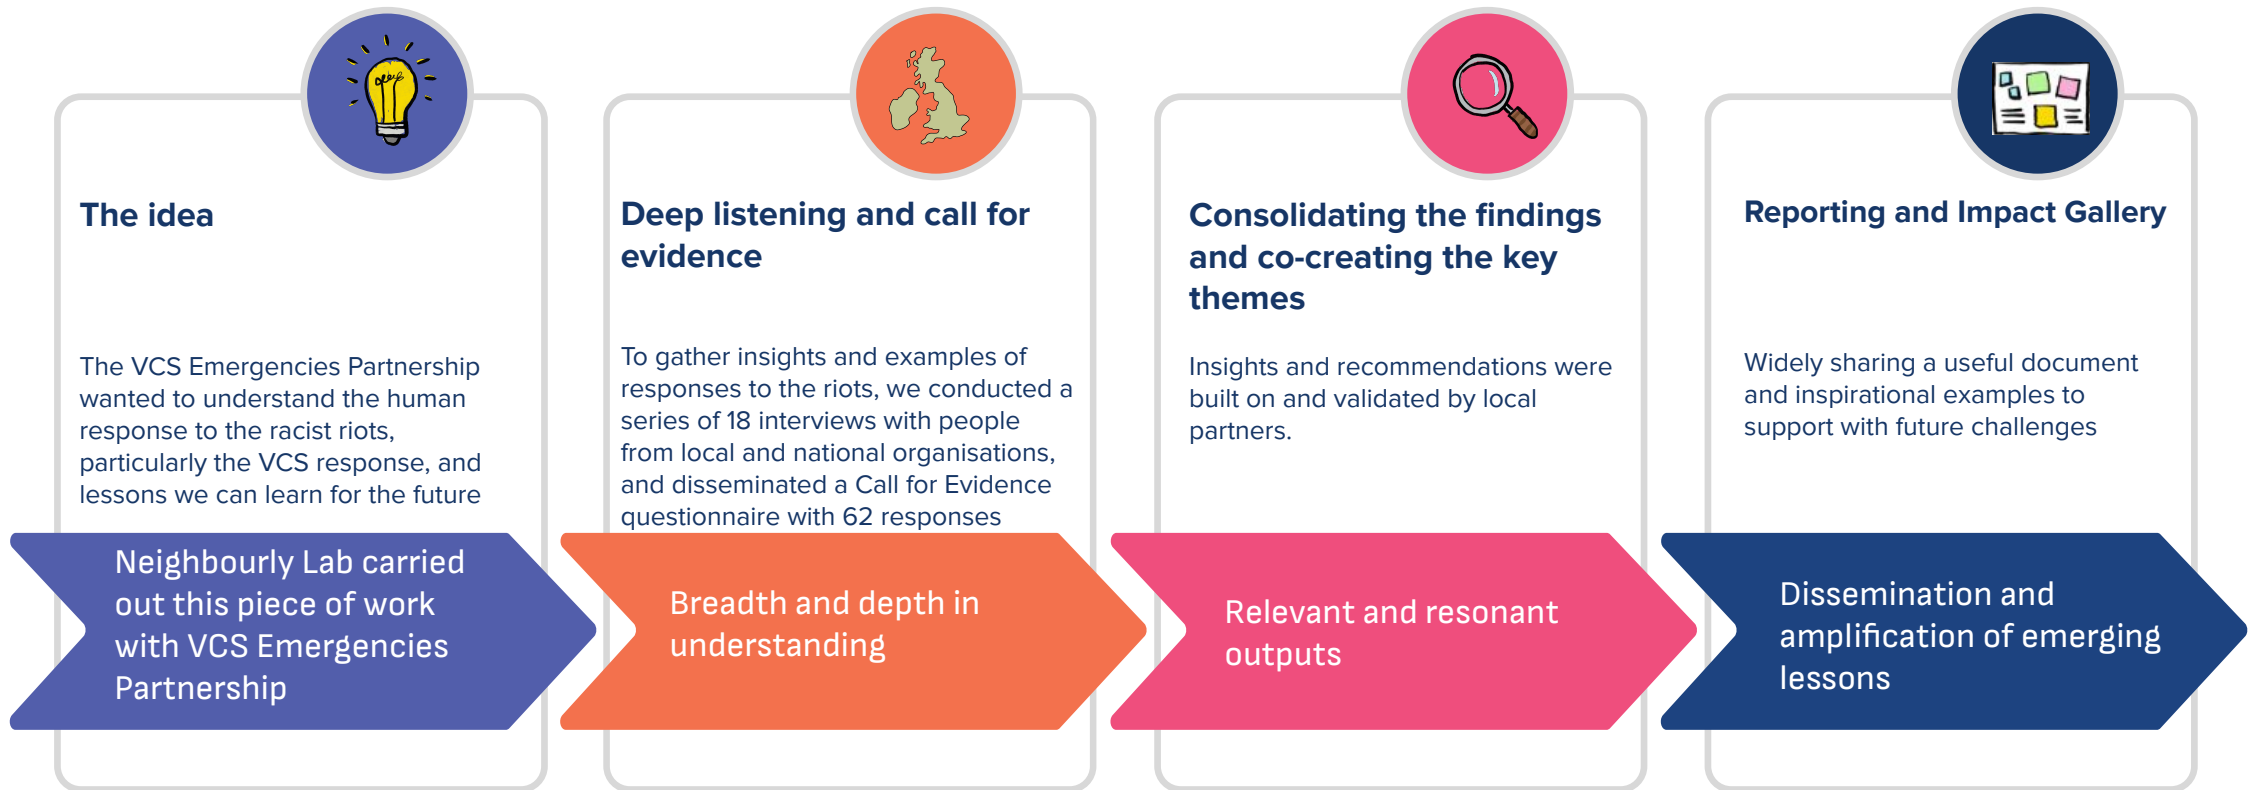 The idea
The VCS Emergencies Partnership
wanted to understand the human
response to the racist riots,
particularly the VCS response, and
lessons we can learn for the future
Neighbourly Lab carried
out this piece of work
with VCS Emergencies
Partnership
Deep listening and call for
evidence
To gather insights and examples of
responses to the riots, we conducted a
series of 18 interviews with people
from local and national organisations,
and disseminated a Call for Evidence
questionnaire with 62 responses
Breadth and depth in
understanding
Consolidating the findings
and co-creating the key
themes
Insights and recommendations were
built on and validated by local
partners.
Relevant and resonant
outputs
Reporting and Impact Gallery
Widely sharing a useful document
and inspirational examples to
support with future challenges
Dissemination and
amplification of emerging
lessons